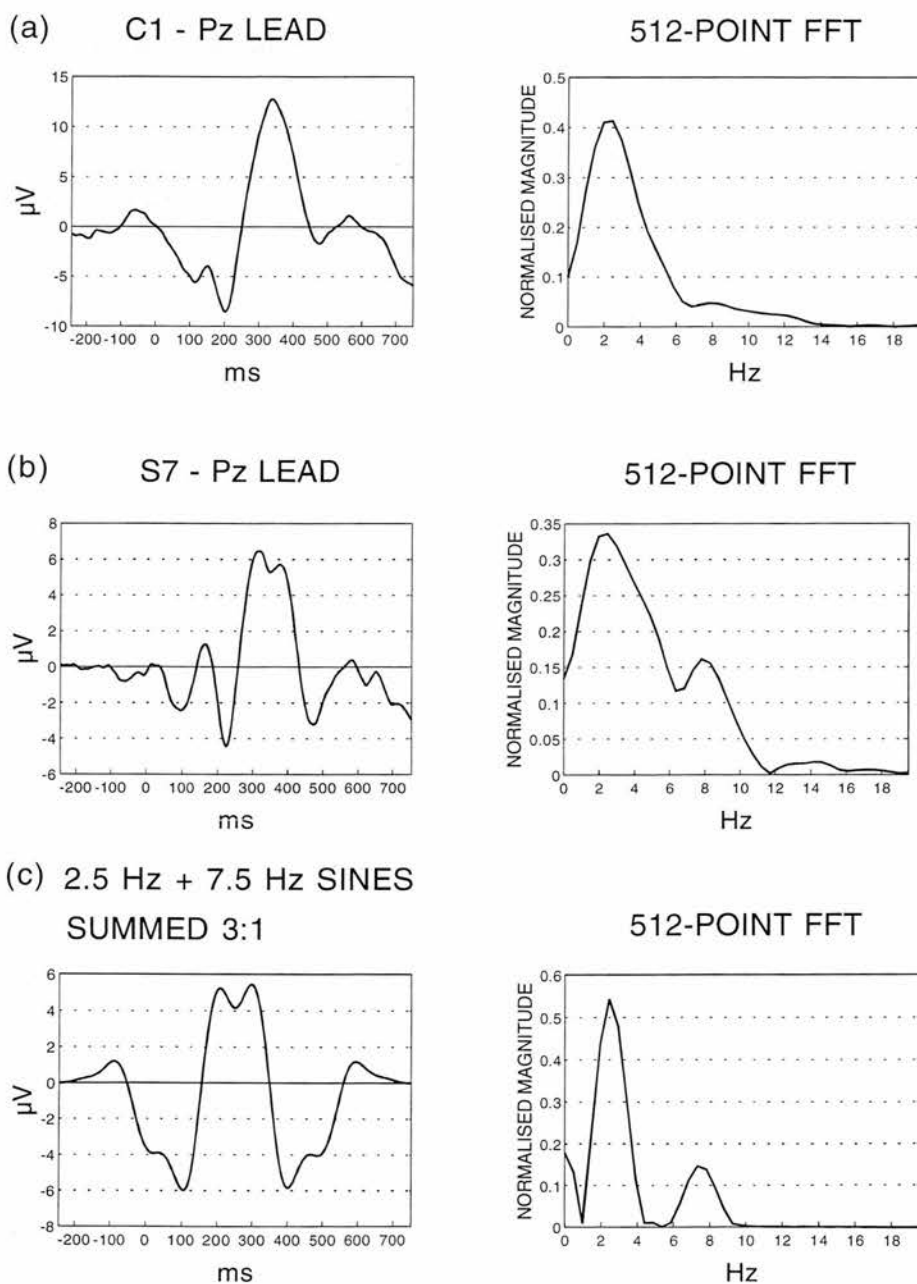 (a) C1 - Pz LEAD
512-POINT FFT
15
10
5
0
-5
-10
µV
-200 -100 0 100 200 300 400 500 600 700
ms
0.5
0.4
0.3
0.2
0.1
0
NORMALISED MAGNITUDE
0 2 4 6 8 10 12 14 16 18
Hz
(b) S7 - Pz LEAD
512-POINT FFT
8
6
4
2
0
-2
-4
-6
µV
-200 -100 0 100 200 300 400 500 600 700
ms
0.35
0.3
0.25
0.2
0.15
0.1
0.05
0
NORMALISED MAGNITUDE
0 2 4 6 8 10 12 14 16 18
Hz
(c) 2.5 Hz + 7.5 Hz SINES
SUMMED 3:1
512-POINT FFT
6
4
2
0
-2
-4
-6
-8
µV
-200 -100 0 100 200 300 400 500 600 700
ms
0.6
0.5
0.4
0.3
0.2
0.1
0
NORMALISED MAGNITUDE
0 2 4 6 8 10 12 14 16 18
Hz